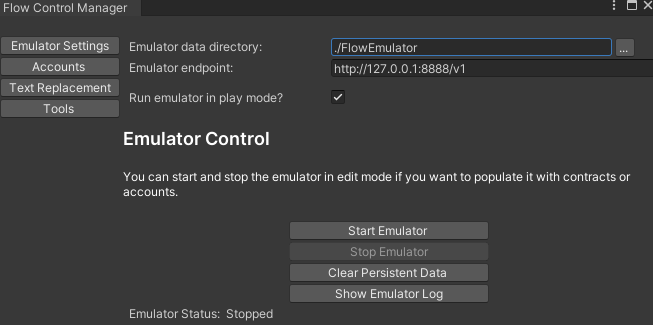 Flow Control Manager
Emulator Settings
Accounts
Text Replacement
Tools
Emulator data directory: ./FlowEmulator ...
Emulator endpoint: http://127.0.0.1:8888/v1
Run emulator in play mode?
Emulator Control
You can start and stop the emulator in edit mode if you want to populate it with contracts or
accounts.
Start Emulator
Stop Emulator
Clear Persistent Data
Show Emulator Log
Emulator Status: Stopped